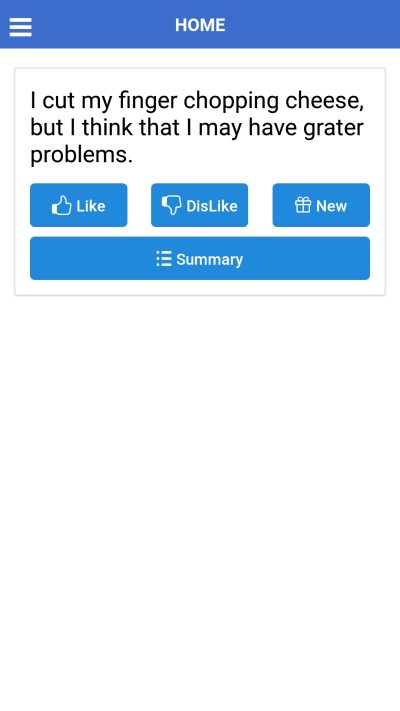 HOME
I cut my finger chopping cheese,
but I think that I may have grater
problems.
Like DisLike New
Summary